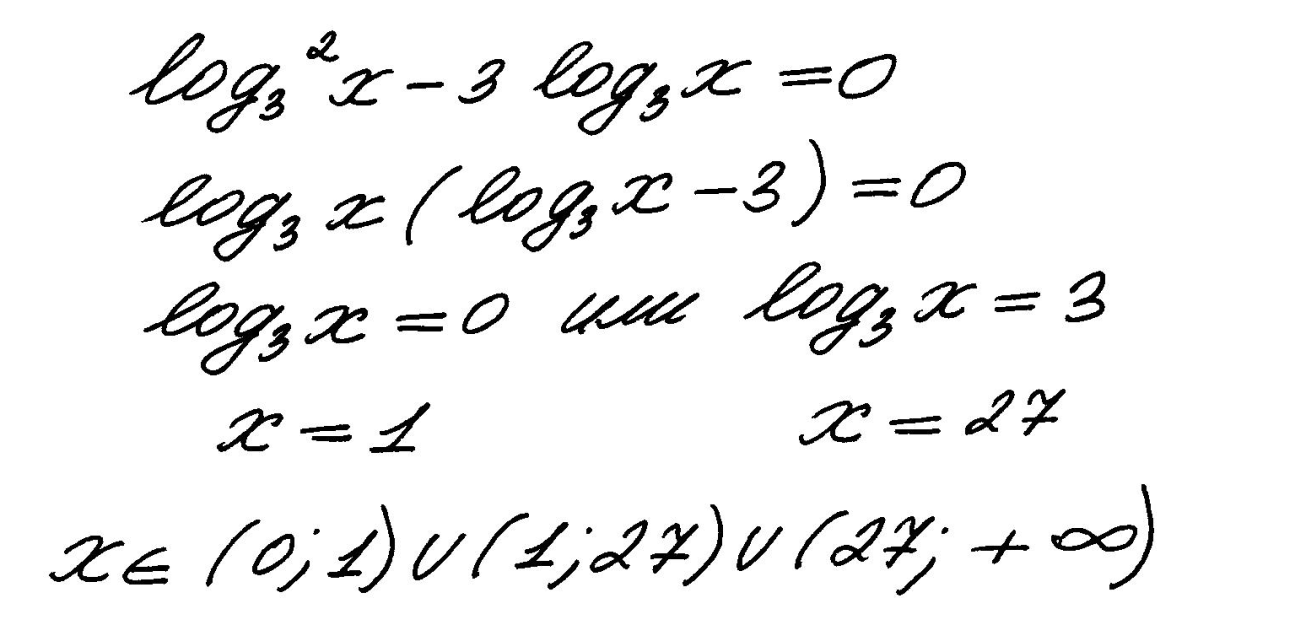 log₃²x − 3 log₃x = 0
log₃x(log₃x − 3) = 0
log₃x = 0 или log₃x = 3
x = 1 x = 27
x ∈ (0; 1) ∪ (1; 27) ∪ (27; + ∞)